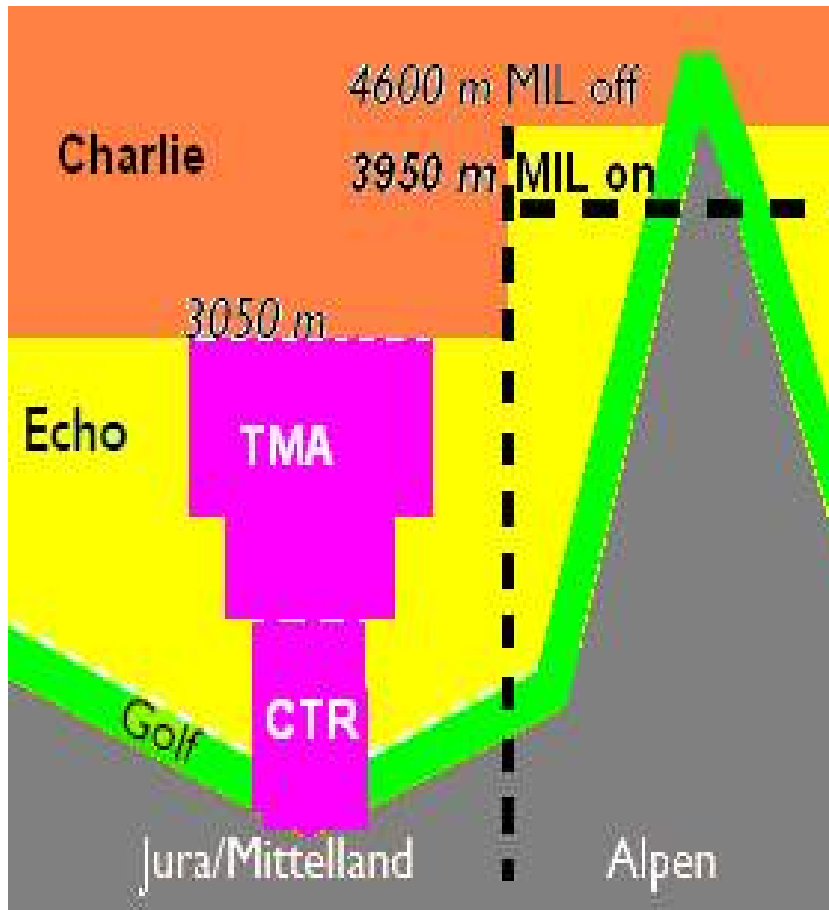 4600 m MIL off
Charlie
3950 m MIL on
3050 m
Echo
TMA
Golf
CTR
Jura/Mittelland
Alpen